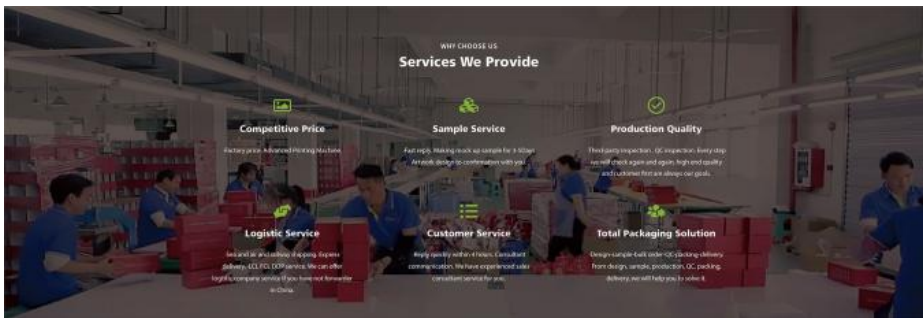 WHY CHOOSE US
Services We Provide
Competitive Price
Factory price. Advanced Printing Machine.
Sample Service
Fast reply. Making mock up sample for 3-5Days
Artwork design to confirmation with you.
Production Quality
Third-party inspection , QC inspection. Every step
we will check again and again, high end quality
and customer first are always our goals.
Logistic Service
Sea and air and railway shipping. Express
delivery. LCL FCL DDP service. We can offer
logistic company service if you have not forwarder
in China.
Customer Service
Reply quickly within 4 hours. Consultant
communication. We have experienced sales
consultant service for you.
Total Packaging Solution
Design-sample-bulk order-QC-packing-delivery.
From design, sample, production, QC, packing,
delivery, we will help you to solve it.